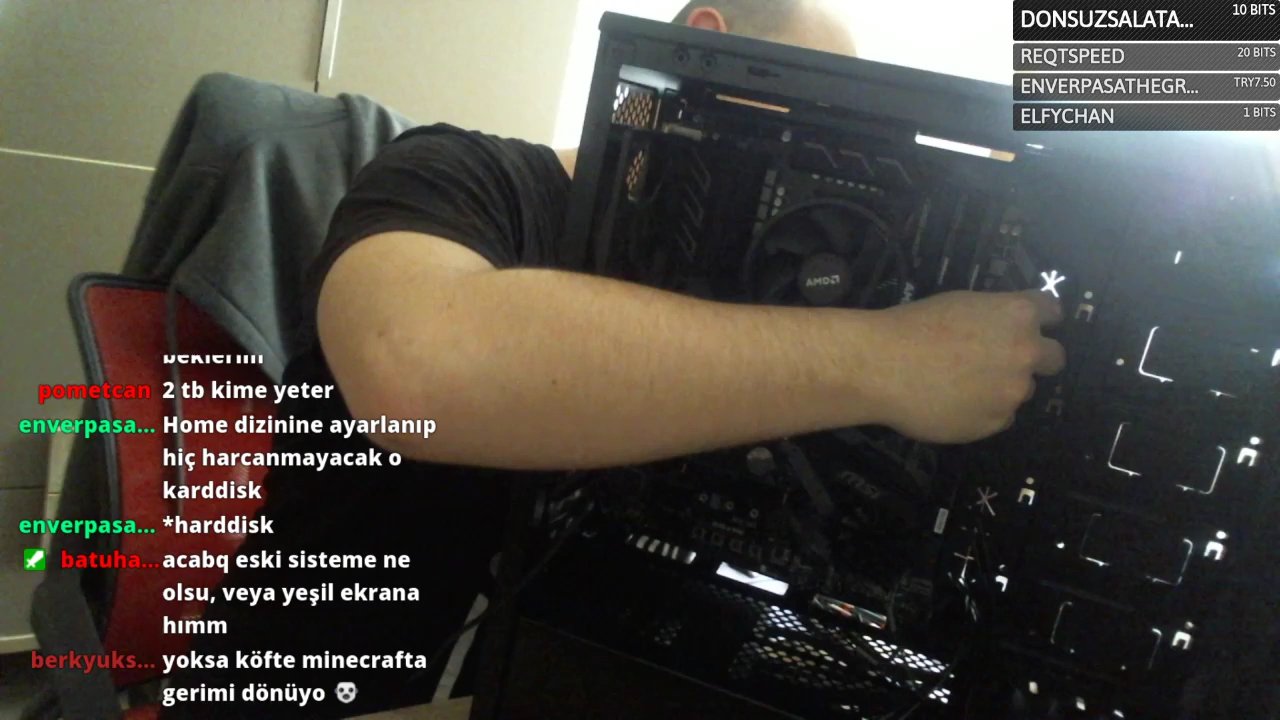 DONSUZSALATA... 10 BITS
REQTSPEED 20 BITS
ENVERPASATHEGR... TRY7.50
ELFYCHAN 1 BITS
AMD
beklerim
pometcan 2 tb kime yeter
enverpasa... Home dizinine ayarlanıp
hiç harcanmayacak o
karddisk
enverpasa... *harddisk
batuha... acabq eski sisteme ne
olsu, veya yeşil ekrana
hımm
berkyuks... yoksa köfte minecrafta
gerimi dönüyo
msi